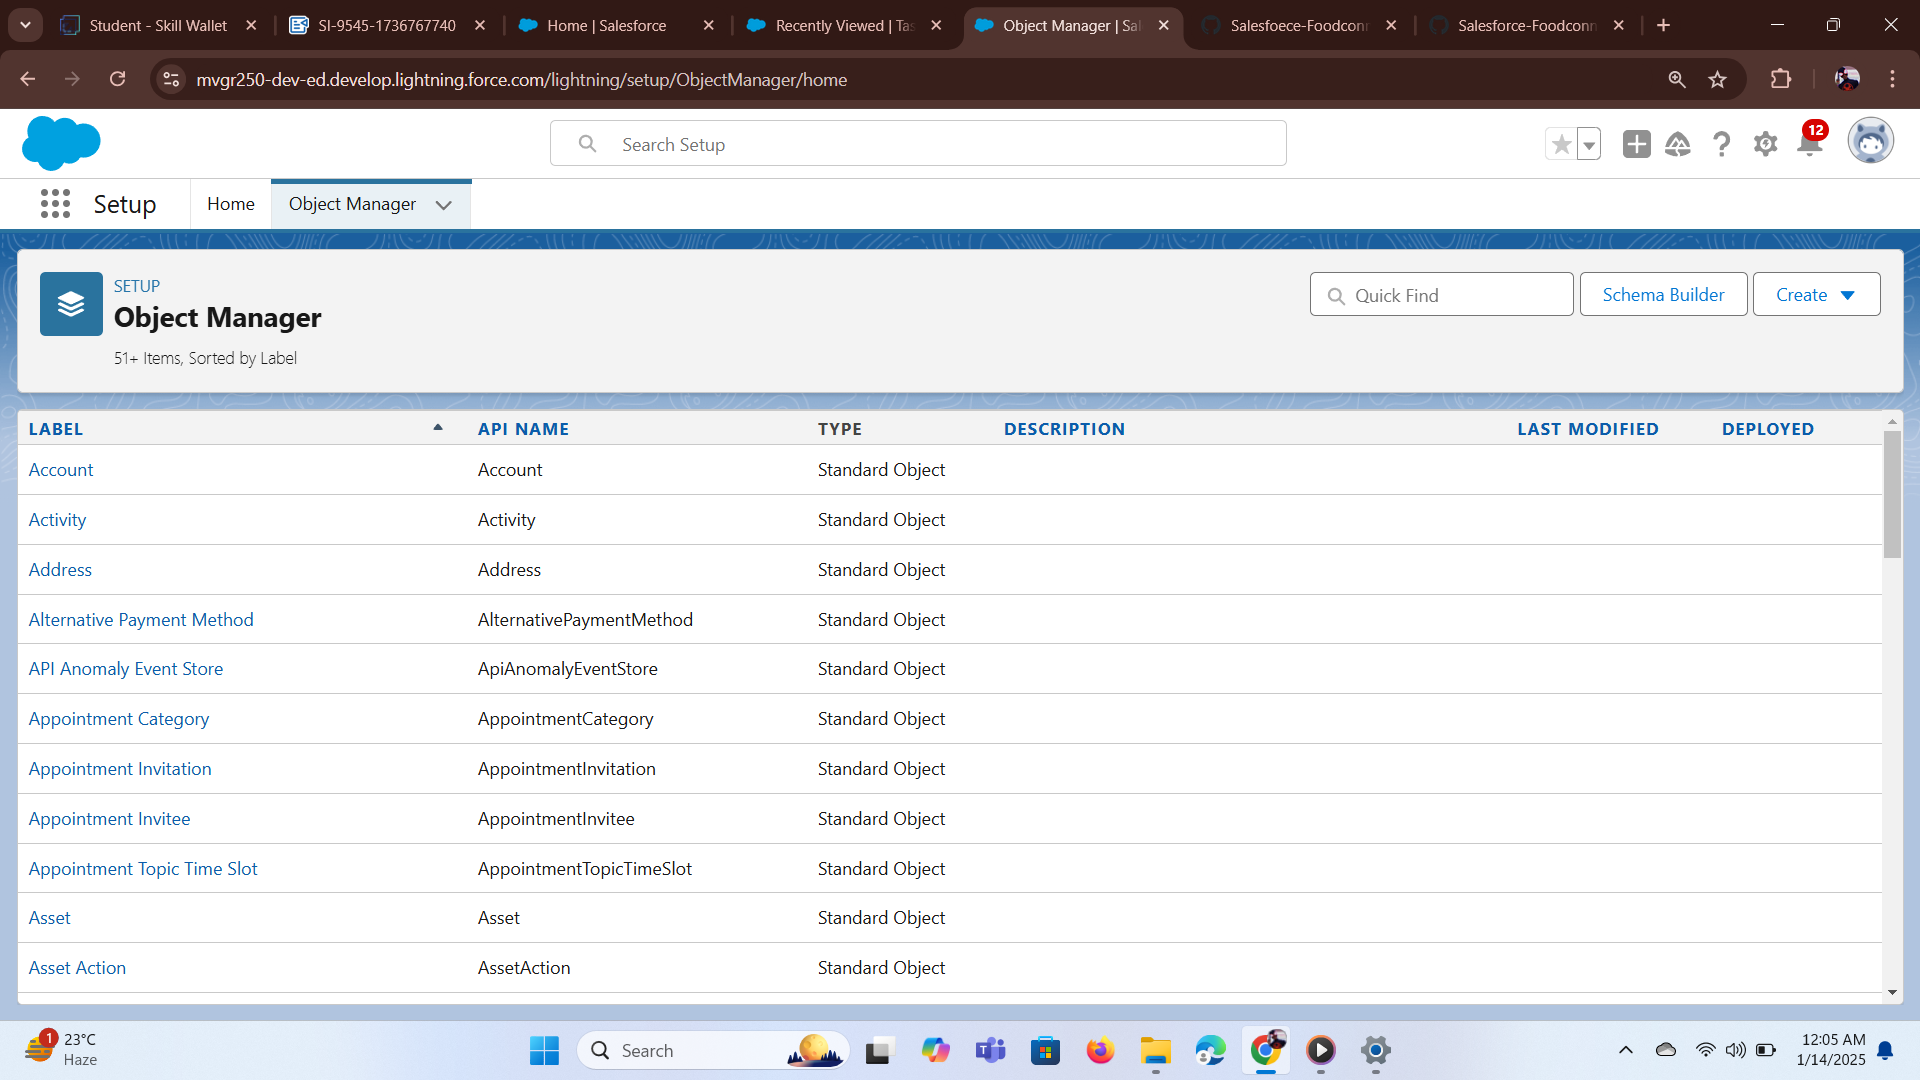 Student - Skill Wallet
SI-9545-1736767740
Home | Salesforce
Recently Viewed | Tas
Object Manager | Sal
Salesfoece-Foodconn
Salesforce-Foodconn
mvgr250-dev-ed.develop.lightning.force.com/lightning/setup/ObjectManager/home
Search Setup
12
Setup
Home
Object Manager
SETUP
Object Manager
51+ Items, Sorted by Label
Quick Find
Schema Builder
Create
LABEL API NAME TYPE DESCRIPTION LAST MODIFIED DEPLOYED
Account Account Standard Object
Activity Activity Standard Object
Address Address Standard Object
Alternative Payment Method AlternativePaymentMethod Standard Object
API Anomaly Event Store ApiAnomalyEventStore Standard Object
Appointment Category AppointmentCategory Standard Object
Appointment Invitation AppointmentInvitation Standard Object
Appointment Invitee AppointmentInvitee Standard Object
Appointment Topic Time Slot AppointmentTopicTimeSlot Standard Object
Asset Asset Standard Object
Asset Action AssetAction Standard Object
1
23°C
Haze
Search
12:05 AM
1/14/2025